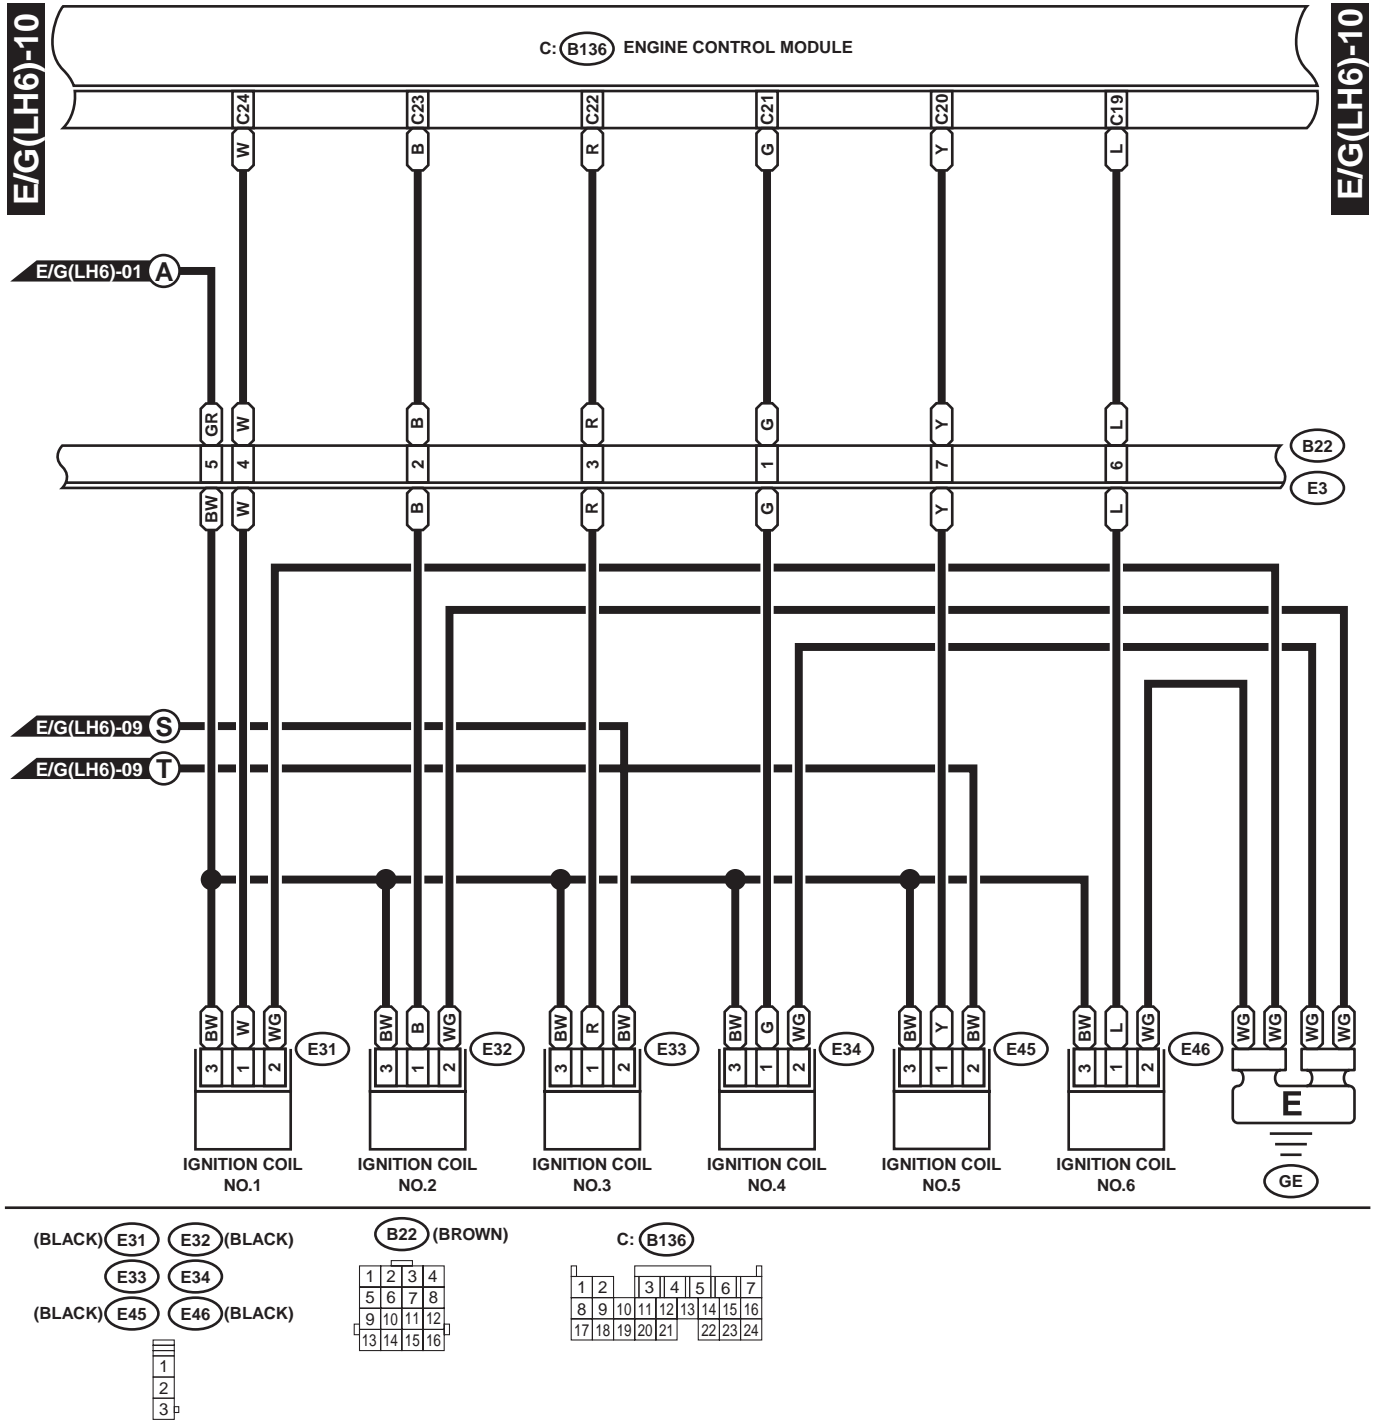 E/G(LH6)-10
E/G(LH6)-10
C: B136 ENGINE CONTROL MODULE
C24 C23 C22 C21 C20 C19
W B R G Y L
E/G(LH6)-01 A
GR W B R G Y L
5 4 2 3 1 7 6
B22
E3
BW W B R G Y L
E/G(LH6)-09 S
E/G(LH6)-09 T
BW W WG BW B WG BW R BW BW G WG BW Y BW BW L WG WG WG WG WG
E31 E32 E33 E34 E45 E46
3 1 2 3 1 2 3 1 2 3 1 2 3 1 2 3 1 2
E
IGNITION COIL NO.1
IGNITION COIL NO.2
IGNITION COIL NO.3
IGNITION COIL NO.4
IGNITION COIL NO.5
IGNITION COIL NO.6
GE
(BLACK) E31 E32 (BLACK)
E33 E34
(BLACK) E45 E46 (BLACK)
1
2
3
B22 (BROWN)
1 2 3 4
5 6 7 8
9 10 11 12
13 14 15 16
C: B136
1 2 3 4 5 6 7
8 9 10 11 12 13 14 15 16
17 18 19 20 21 22 23 24